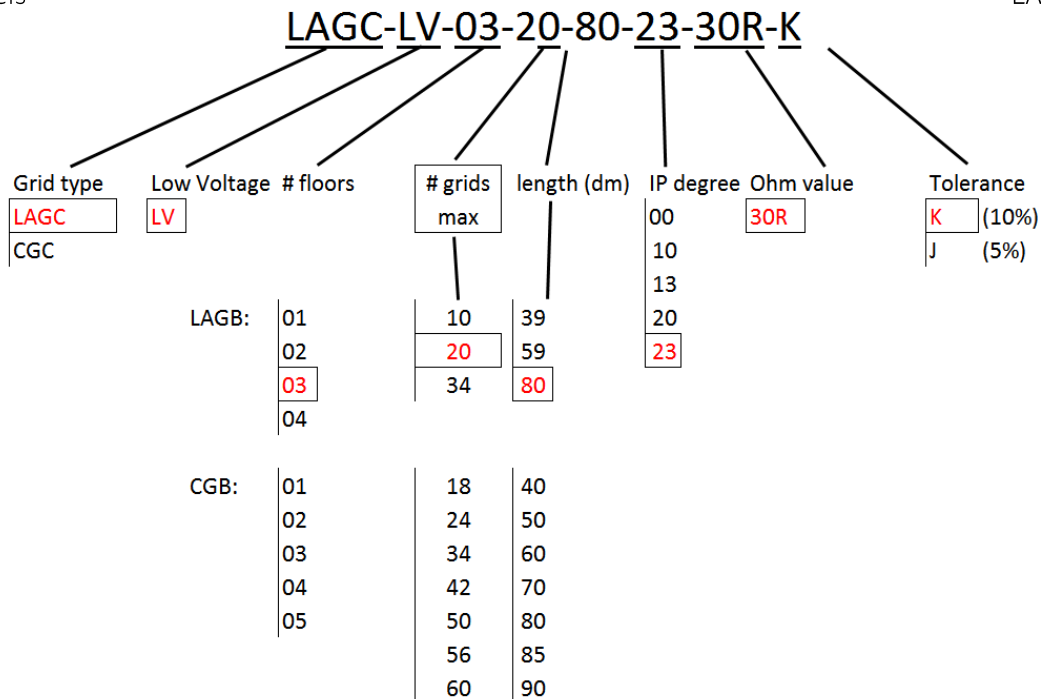 LAGC-LV-03-20-80-23-30R-K
Grid type Low Voltage # floors # grids max length (dm) IP degree Ohm value Tolerance
LAGC LV 00 30R K (10%)
CGC 10 J (5%)
13
LAGB: 01 10 39 20
02 20 59 23
03 34 80
04
CGB: 01 18 40
02 24 50
03 34 60
04 42 70
05 50 80
56 85
60 90